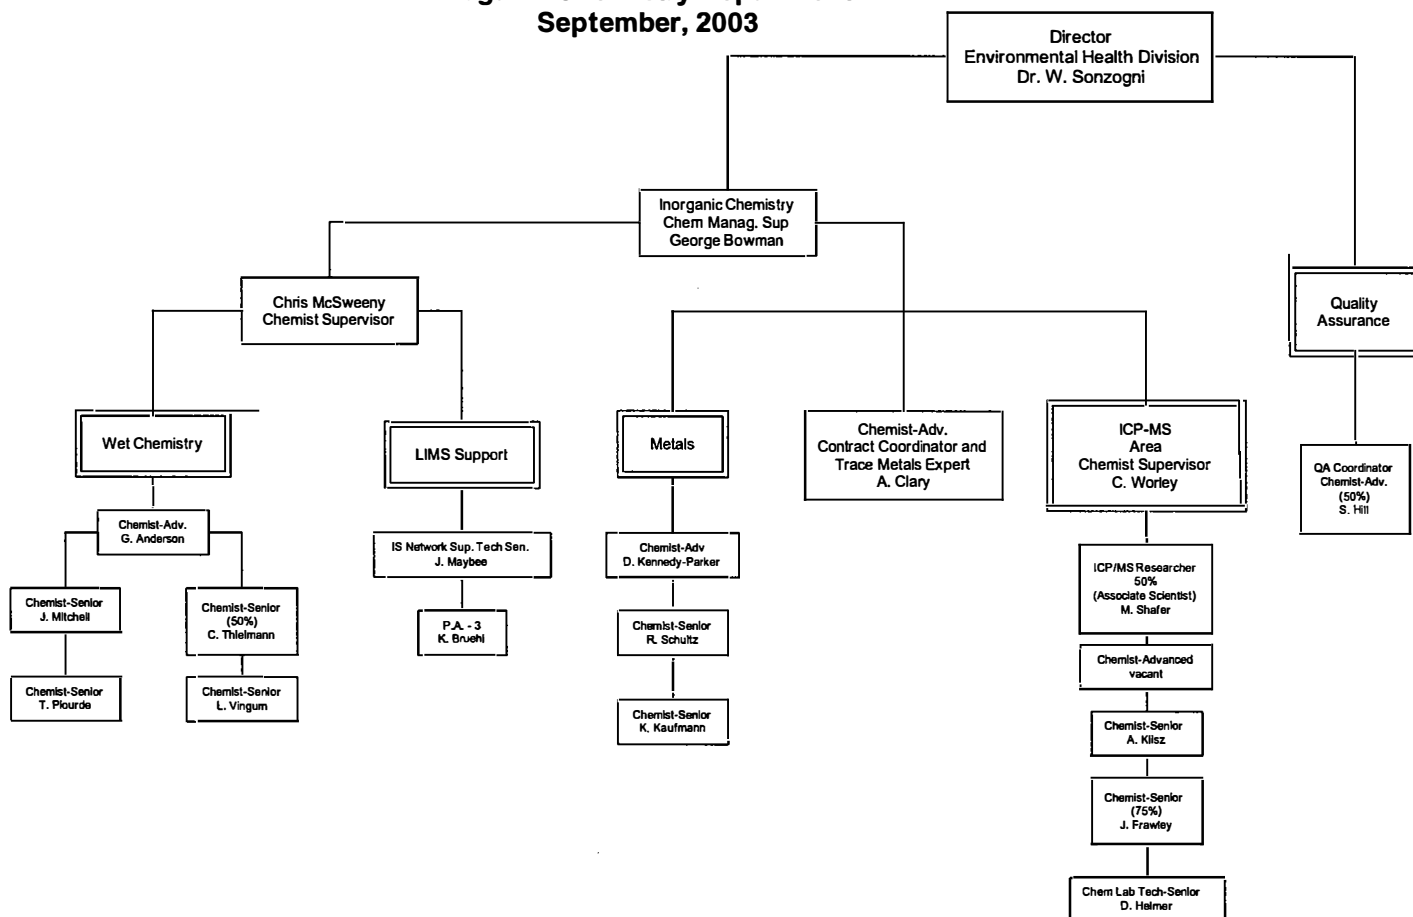 September, 2003
Director
Environmental Health Division
Dr. W. Sonzogni
Inorganic Chemistry
Chem Manag. Sup
George Bowman
Chris McSweeny
Chemist Supervisor
Quality
Assurance
Wet Chemistry
LIMS Support
Metals
Chemist-Adv.
Contract Coordinator and
Trace Metals Expert
A. Clary
ICP-MS
Area
Chemist Supervisor
C. Worley
QA Coordinator
Chemist-Adv.
(50%)
S. Hill
Chemist-Adv.
G. Anderson
IS Network Sup. Tech Sen.
J. Maybee
Chemist-Adv
D. Kennedy-Parker
ICP/MS Researcher
50%
(Associate Scientist)
M. Shafer
Chemist-Senior
J. Mitchell
Chemist-Senior
(50%)
C. Thielmann
P.A. - 3
K. Bruehl
Chemist-Senior
R. Schultz
Chemist-Advanced
vacant
Chemist-Senior
T. Plourde
Chemist-Senior
L. Vingum
Chemist-Senior
K. Kaufmann
Chemist-Senior
A. Klisz
Chemist-Senior
(75%)
J. Frawley
Chem Lab Tech-Senior
D. Helmer